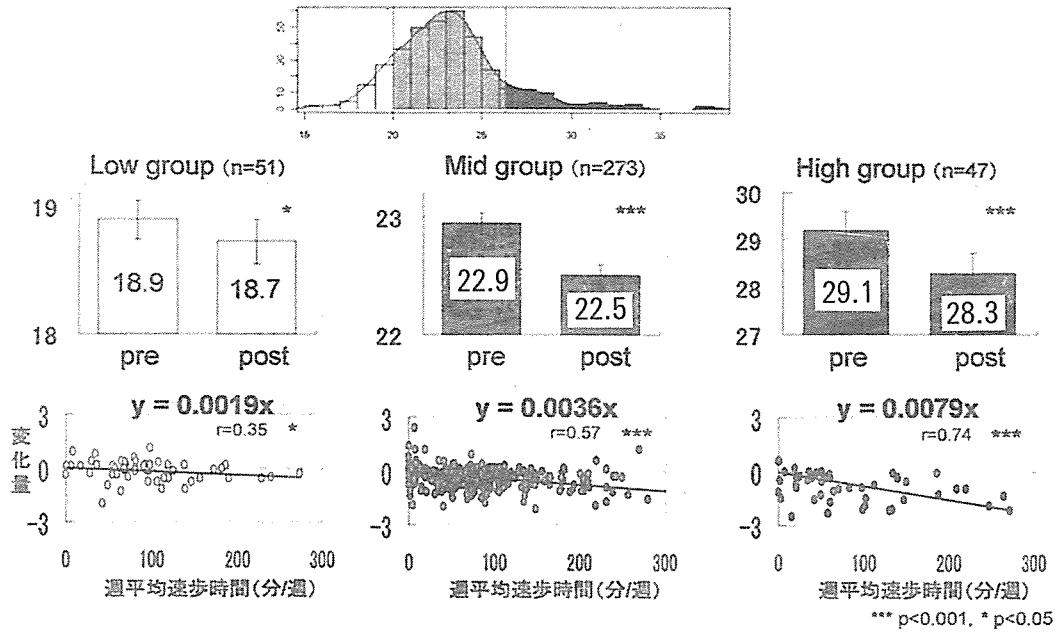 15 20 25 30 35
Low group (n=51)
Mid group (n=273)
High group (n=47)
19
18
*
18.9
18.7
pre post
23
22
***
22.9
22.5
pre post
30
29
28
27
***
29.1
28.3
pre post
変化量
3
0
-3
y = 0.0019x
r=0.35 *
0 100 200 300
週平均速歩時間(分/週)
3
0
-3
y = 0.0036x
r=0.57 ***
0 100 200 300
週平均速歩時間(分/週)
3
0
-3
y = 0.0079x
r=0.74 ***
0 100 200 300
週平均速歩時間(分/週)
*** p<0.001, * p<0.05